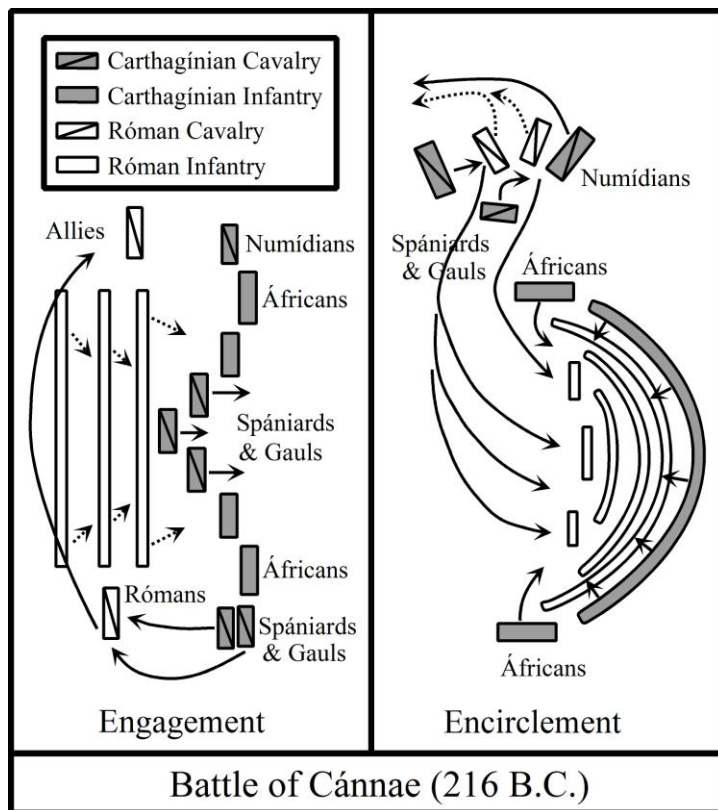 Carthagínian Cavalry
Carthagínian Infantry
Róman Cavalry
Róman Infantry
Allies
Numídians
Áfricans
Spániards
& Gauls
Áfricans
Rómans
Spániards
& Gauls
Engagement
Numídians
Spániards
& Gauls
Áfricans
Áfricans
Encirclement
Battle of Cánnae (216 B.C.)